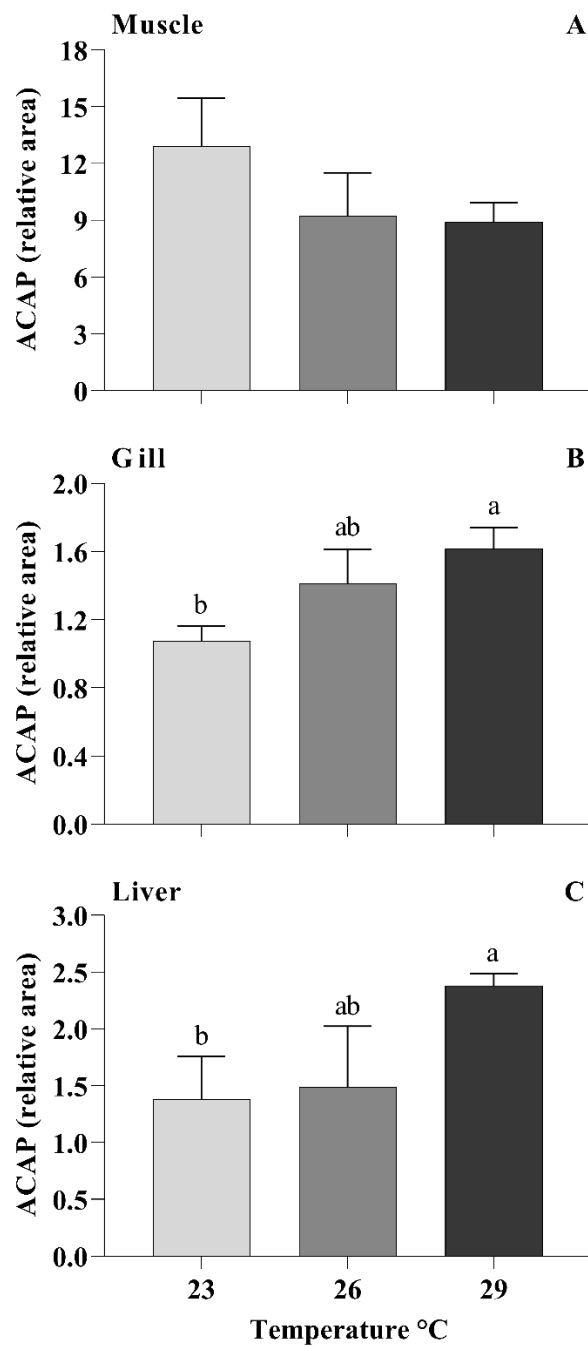 Muscle A
18
15
12
9
6
3
0
ACAP (relative area)
Gill B
2.0
1.6
1.2
0.8
0.4
0.0
ACAP (relative area)
b
ab
a
Liver C
3.0
2.5
2.0
1.5
1.0
0.5
0.0
ACAP (relative area)
b
ab
a
23 26 29
Temperature °C